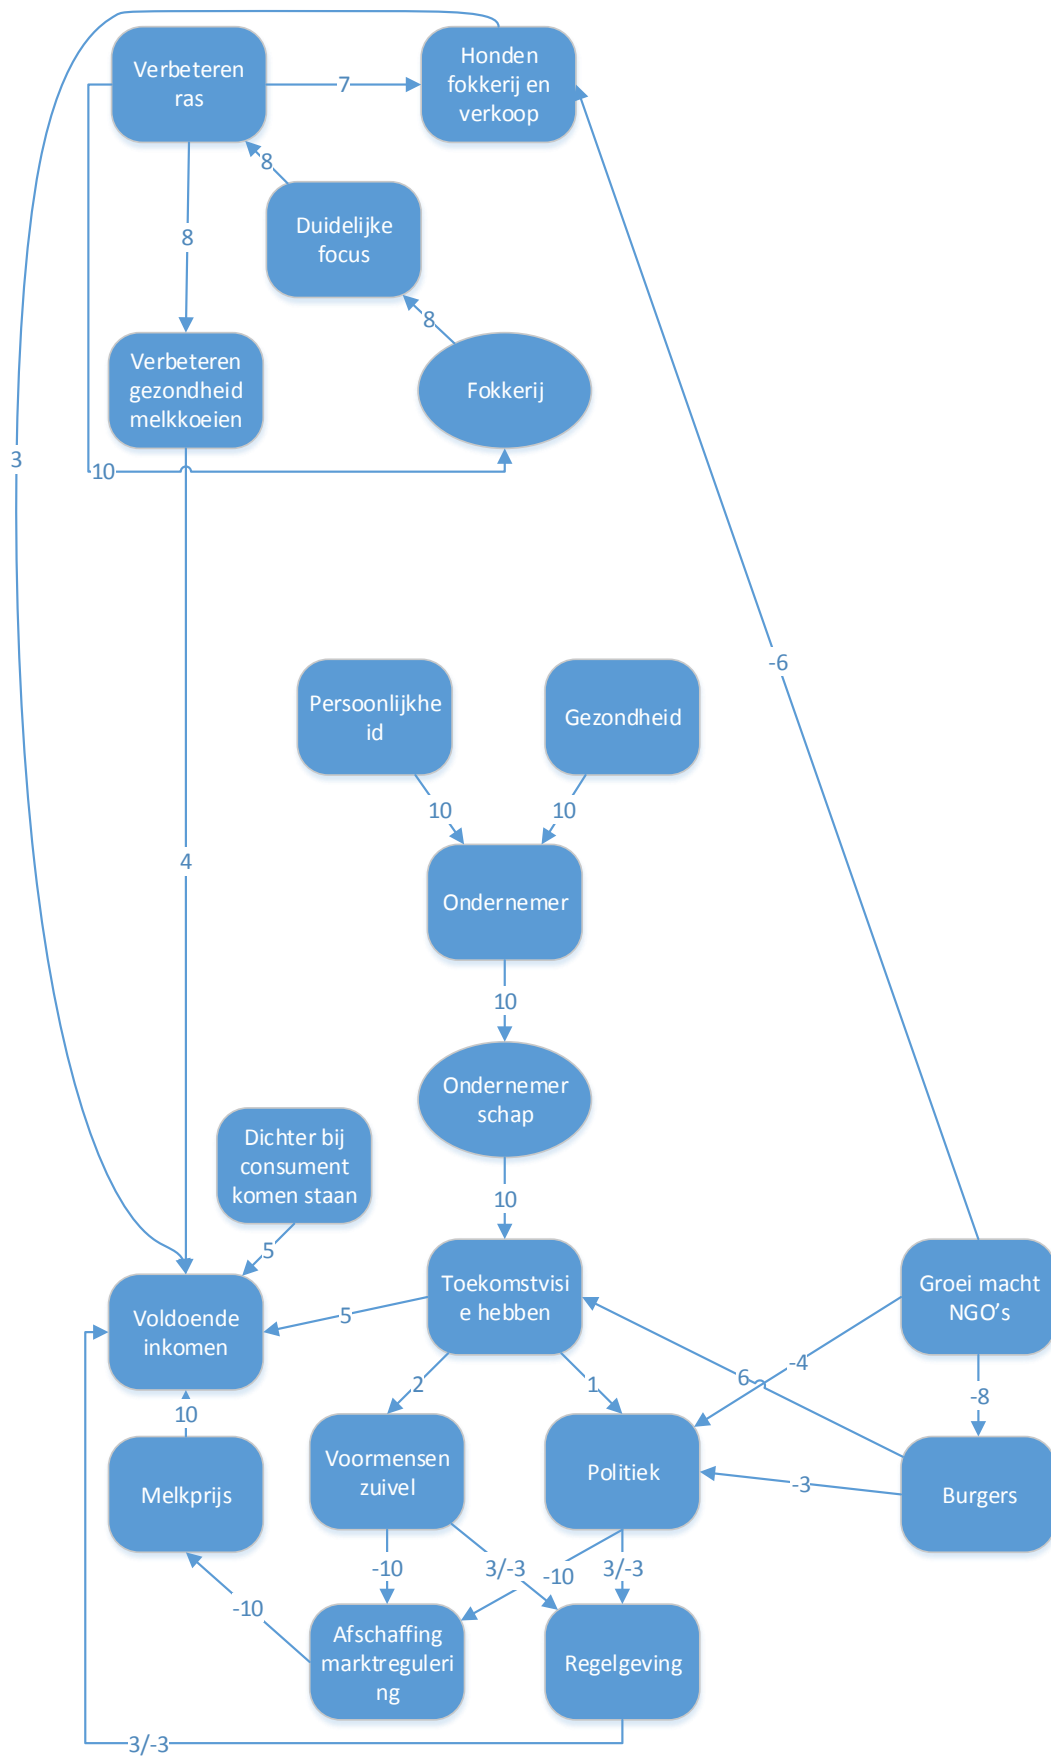 Verbeteren
ras
7
Honden
fokkerij en
verkoop
8
Duidelijke
focus
8
8
Verbeteren
gezondheid
melkkoeien
Fokkerij
3
10
-6
Persoonlijkhe
id
Gezondheid
10
10
4
Ondernemer
10
Ondernemer
schap
Dichter bij
consument
komen staan
10
5
Toekomstvisi
e hebben
Groei macht
NGO's
Voldoende
inkomen
5
-4
6
2
1
-8
10
Voormensen
zuivel
Politiek
-3
Melkprijs
Burgers
-10
3/-3
-10
3/-3
-10
Afschaffing
marktreguleri
ng
Regelgeving
3/-3